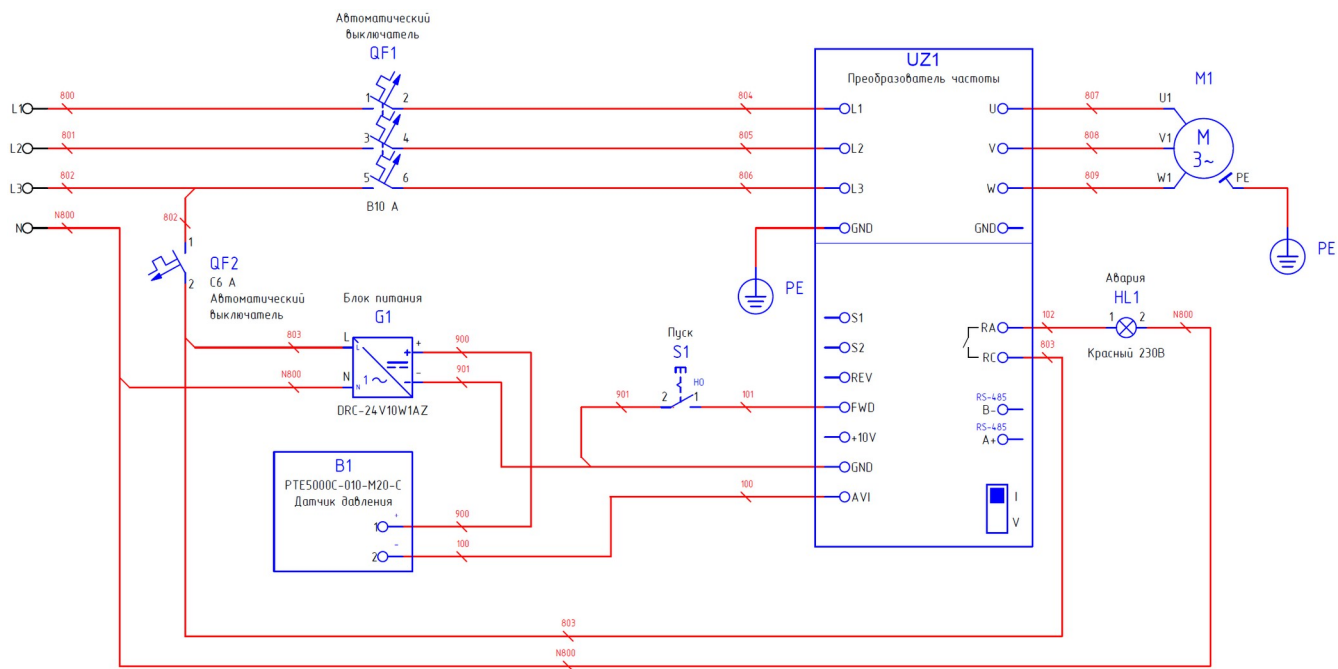 Автоматический
выключатель
QF1
UZ1
Преобразователь частоты
M1
L1 800 1 2 804 L1 U 807 U1
L2 801 3 4 805 L2 V 808 V1
M
3~
L3 802 5 6 806 L3 W 809 W1 PE
B10 А
N N800 802 GND GND
1
QF2
2 С6 А
Автоматический
выключатель
PE
PE
Блок питания
G1
Авария
HL1
S1
803 L L + 900
RA 102 1 2 N800
Пуск
S1
S2
RC 803 Красный 230В
N800 N N 1~ - 901
REV
DRC-24V10W1AZ
901 2 НО 1 101 FWD
RS-485
B-
+10V
RS-485
A+
B1
GND
PTE5000C-010-M20-C
Датчик давления
100 AVI
I
V
1 + 900
2 - 100
803
N800